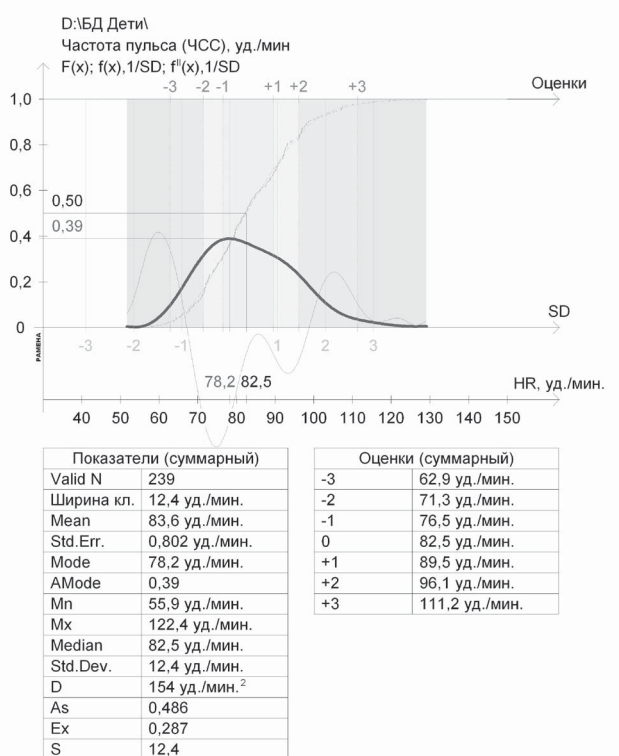 D:\БД Дети\
Частота пульса (ЧСС), уд./мин
F(x); f(x),1/SD; f^II(x),1/SD
-3 -2 -1 +1 +2 +3 Оценки
1,0
0,8
0,6
0,50
0,4
0,39
0,2
0
SD
-3 -2 -1 1 2 3
РАМЕНА
78,2 82,5
HR, уд./мин.
40 50 60 70 80 90 100 110 120 130 140 150
Показатели (суммарный)
Valid N 239
Ширина кл. 12,4 уд./мин.
Mean 83,6 уд./мин.
Std.Err. 0,802 уд./мин.
Mode 78,2 уд./мин.
AMode 0,39
Mn 55,9 уд./мин.
Mx 122,4 уд./мин.
Median 82,5 уд./мин.
Std.Dev. 12,4 уд./мин.
D 154 уд./мин.²
As 0,486
Ex 0,287
S 12,4
Оценки (суммарный)
-3 62,9 уд./мин.
-2 71,3 уд./мин.
-1 76,5 уд./мин.
0 82,5 уд./мин.
+1 89,5 уд./мин.
+2 96,1 уд./мин.
+3 111,2 уд./мин.